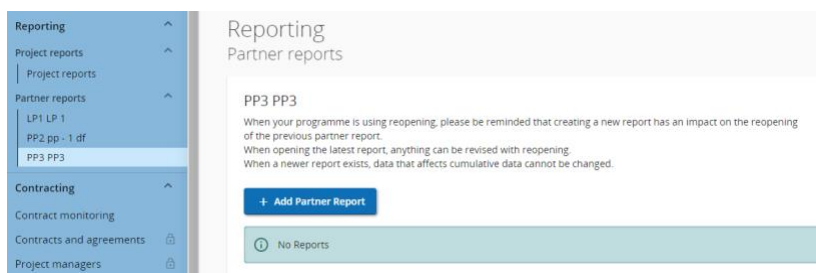 Reporting
Project reports
Project reports
Partner reports
LP1 LP 1
PP2 pp - 1 df
PP3 PP3
Contracting
Contract monitoring
Contracts and agreements
Project managers
Reporting
Partner reports
PP3 PP3
When your programme is using reopening, please be reminded that creating a new report has an impact on the reopening
of the previous partner report.
When opening the latest report, anything can be revised with reopening.
When a newer report exists, data that affects cumulative data cannot be changed.
+ Add Partner Report
No Reports